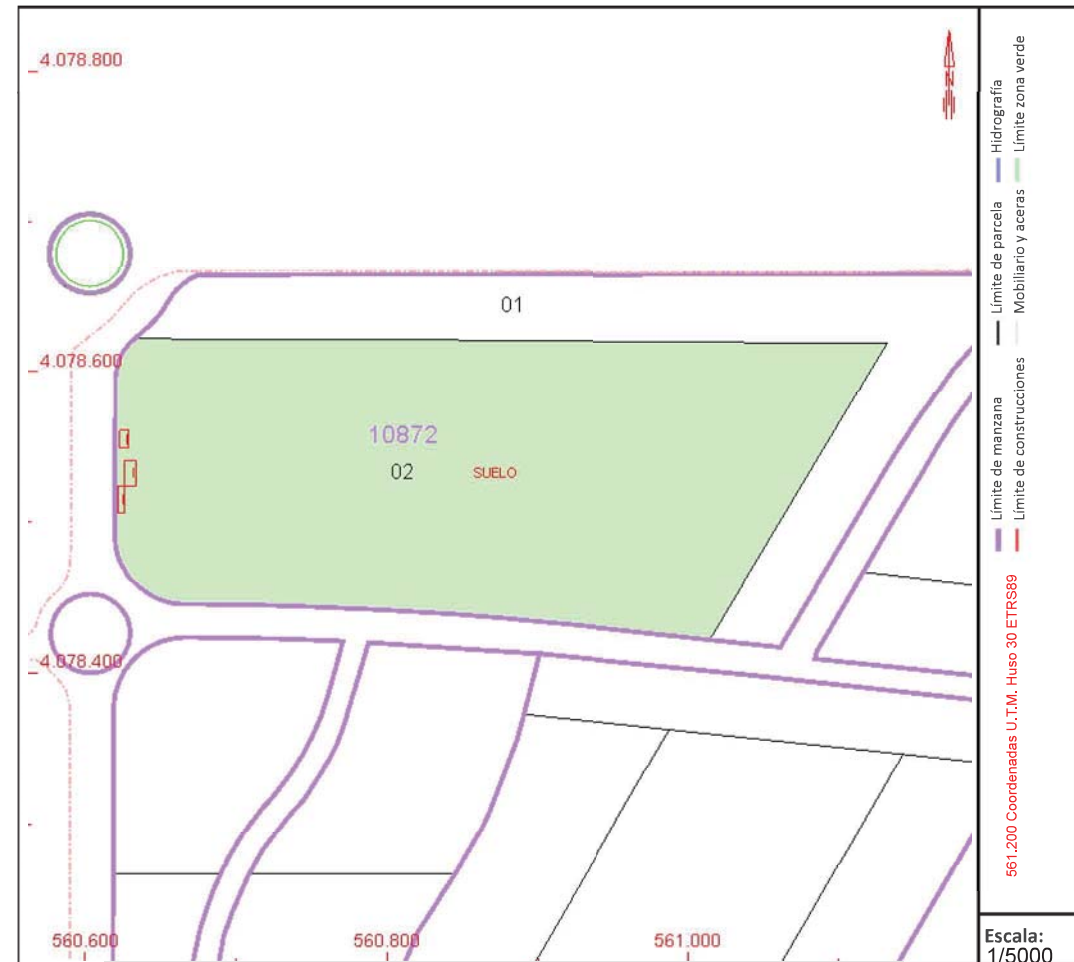 4.078.800
N
01
4.078.600
10872
02
SUELO
4.078.400
560.600
560.800
561.000
Límite de manzana
Límite de parcela
Hidrografía
Límite de construcciones
Mobiliario y aceras
Límite zona verde
561.200 Coordenadas U.T.M. Huso 30 ETRS89
Escala:
1/5000